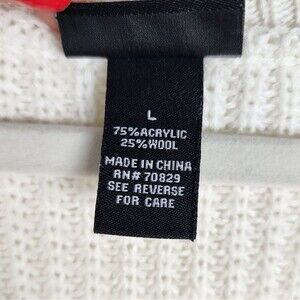 L
75% ACRYLIC
25% WOOL
MADE IN CHINA
RN# 70829
SEE REVERSE
FOR CARE